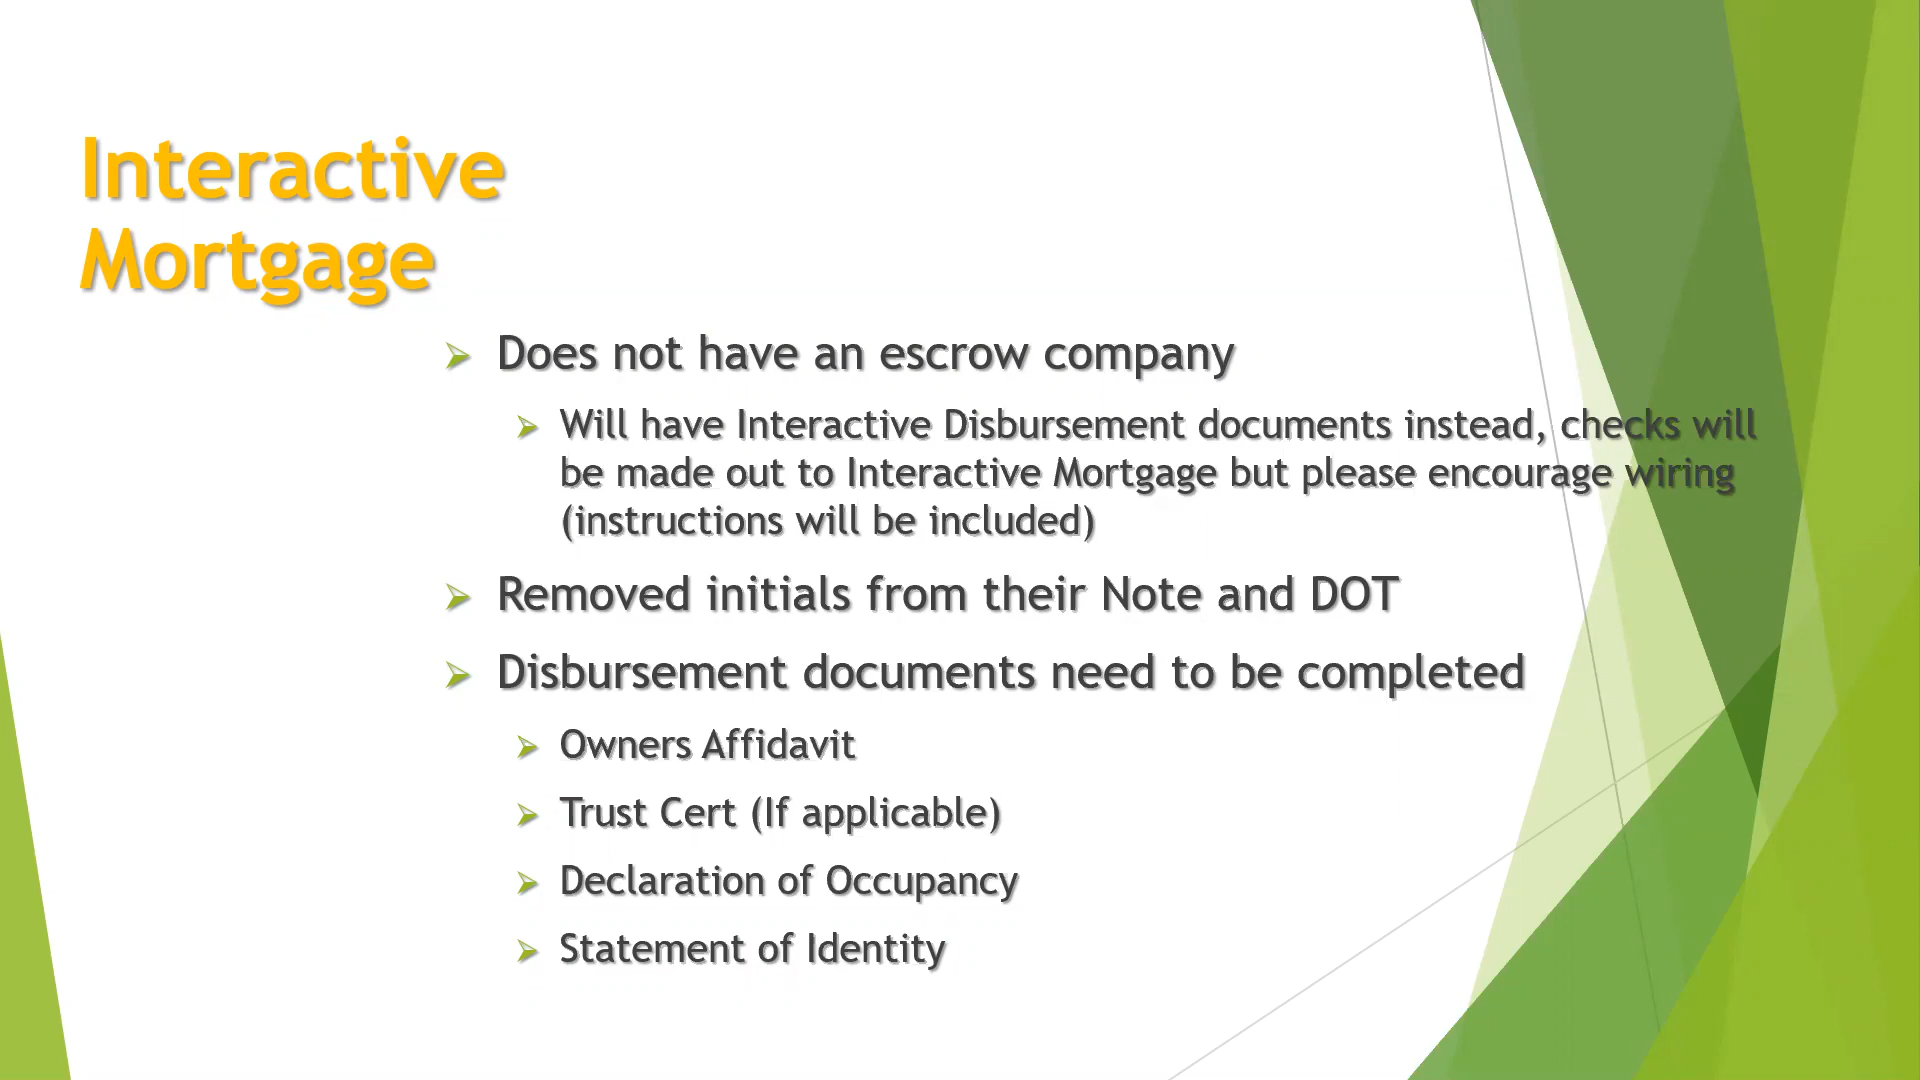 Interactive
Mortgage
Does not have an escrow company
Will have Interactive Disbursement documents instead, checks will
be made out to Interactive Mortgage but please encourage wiring
(instructions will be included)
Removed initials from their Note and DOT
Disbursement documents need to be completed
Owners Affidavit
Trust Cert (If applicable)
Declaration of Occupancy
Statement of Identity